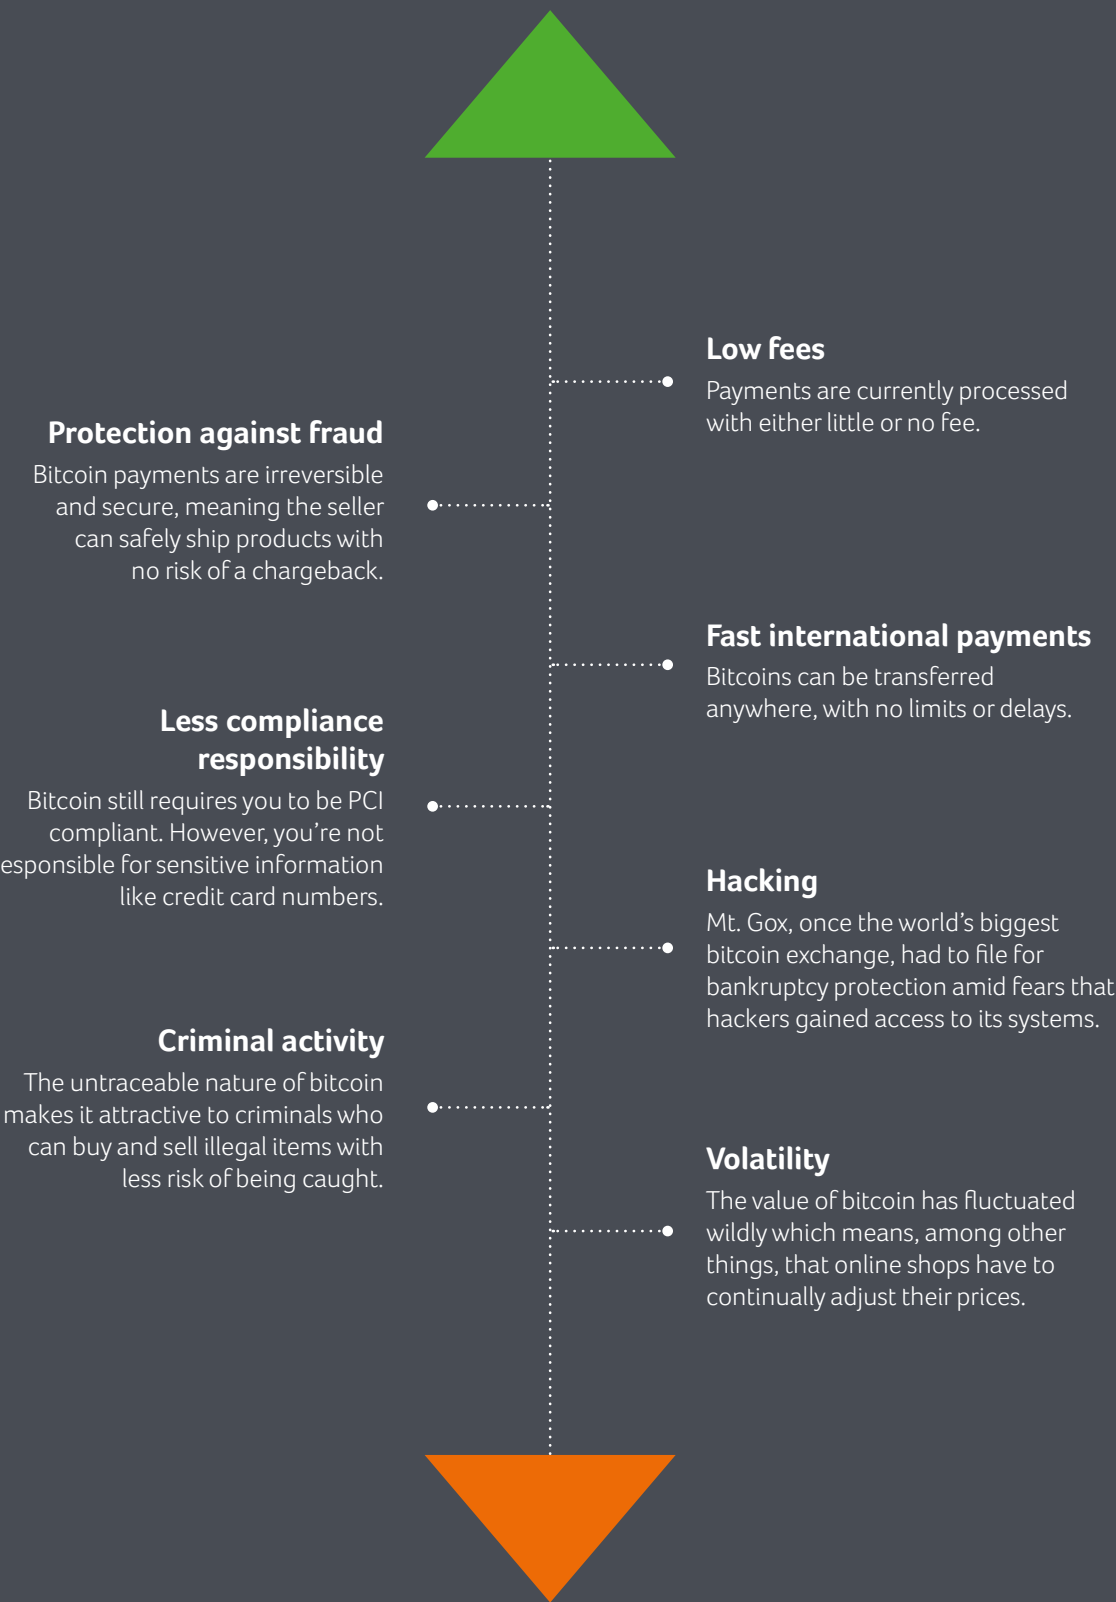 Low fees
Payments are currently processed
with either little or no fee.
Protection against fraud
Bitcoin payments are irreversible
and secure, meaning the seller
can safely ship products with
no risk of a chargeback.
Fast international payments
Bitcoins can be transferred
anywhere, with no limits or delays.
Less compliance
responsibility
Bitcoin still requires you to be PCI
compliant. However, you’re not
esponsible for sensitive information
like credit card numbers.
Hacking
Mt. Gox, once the world’s biggest
bitcoin exchange, had to file for
bankruptcy protection amid fears that
hackers gained access to its systems.
Criminal activity
The untraceable nature of bitcoin
makes it attractive to criminals who
can buy and sell illegal items with
less risk of being caught.
Volatility
The value of bitcoin has fluctuated
wildly which means, among other
things, that online shops have to
continually adjust their prices.